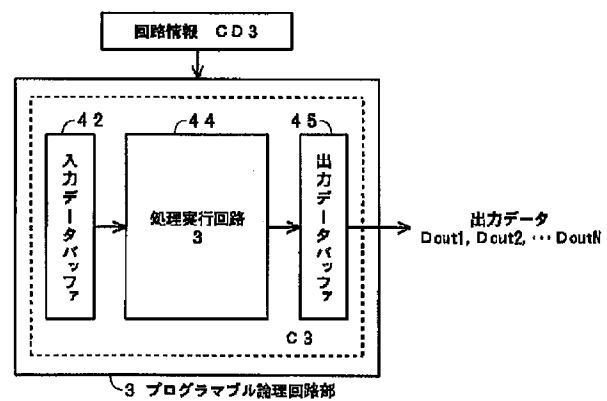 回路情報 CD3
42
44
45
入力データバッファ
処理実行回路
3
出力データバッファ
出力データ
Dout1, Dout2, … DoutN
C3
3 プログラマブル論理回路部